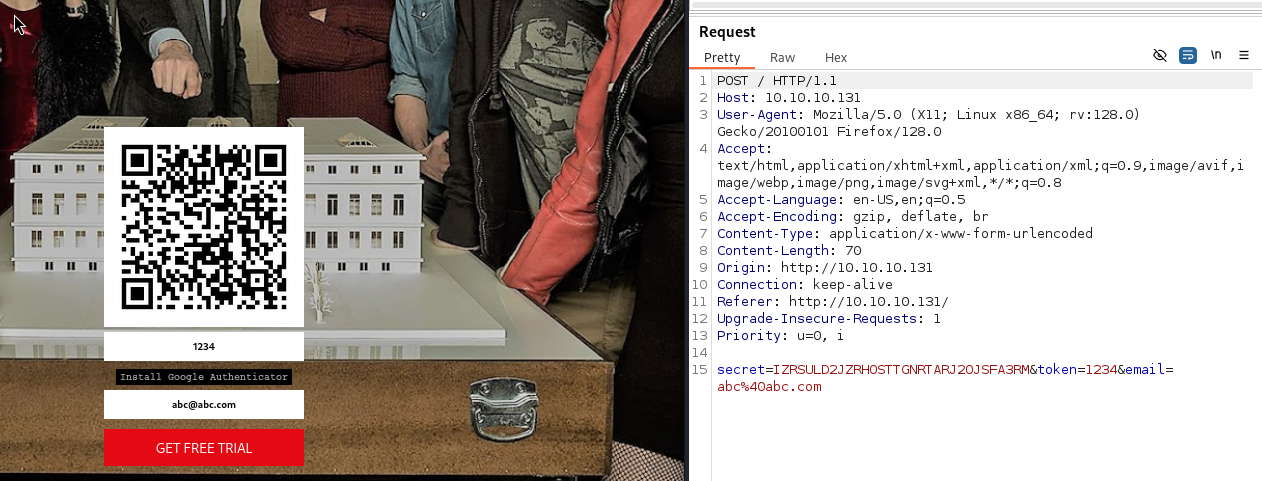 1234
Install Google Authenticator
abc@abc.com
GET FREE TRIAL
Request
Pretty Raw Hex
\n
1 POST / HTTP/1.1
2 Host: 10.10.10.131
3 User-Agent: Mozilla/5.0 (X11; Linux x86_64; rv:128.0)
Gecko/20100101 Firefox/128.0
4 Accept:
text/html,application/xhtml+xml,application/xml;q=0.9,image/avif,i
mage/webp,image/png,image/svg+xml,*/*;q=0.8
5 Accept-Language: en-US,en;q=0.5
6 Accept-Encoding: gzip, deflate, br
7 Content-Type: application/x-www-form-urlencoded
8 Content-Length: 70
9 Origin: http://10.10.10.131
10 Connection: keep-alive
11 Referer: http://10.10.10.131/
12 Upgrade-Insecure-Requests: 1
13 Priority: u=0, i
14
15 secret=IZRSULD2JZRHOSTTGNRTARJ2OJSFA3RM&token=1234&email=
abc%40abc.com